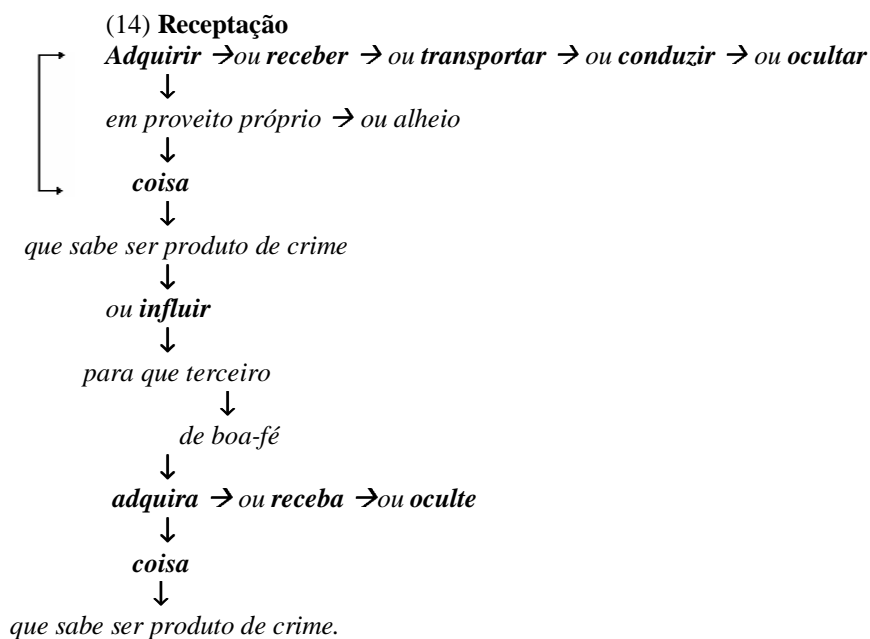 (14) Receptação
Adquirir →ou receber → ou transportar → ou conduzir → ou ocultar
em proveito próprio → ou alheio
coisa
que sabe ser produto de crime
ou influir
para que terceiro
de boa-fé
adquira → ou receba →ou oculte
coisa
que sabe ser produto de crime.